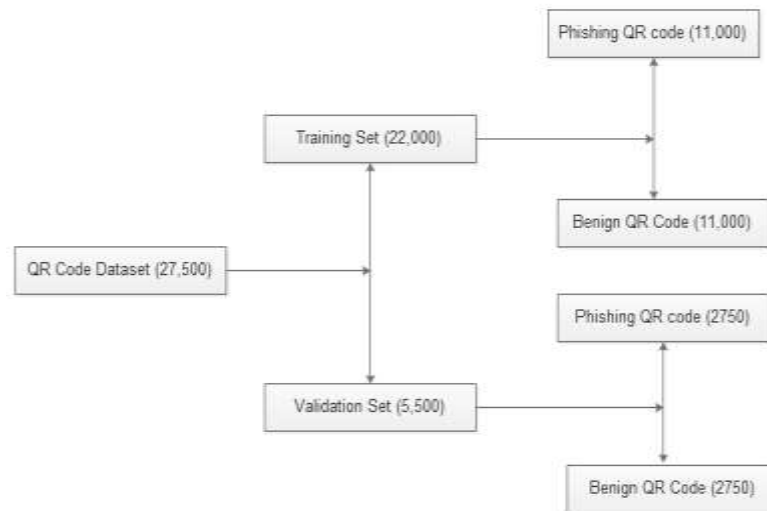 Phishing QR code (11,000)
Training Set (22,000)
Benign QR Code (11,000)
QR Code Dataset (27,500)
Phishing QR code (2750)
Validation Set (5,500)
Benign QR Code (2750)